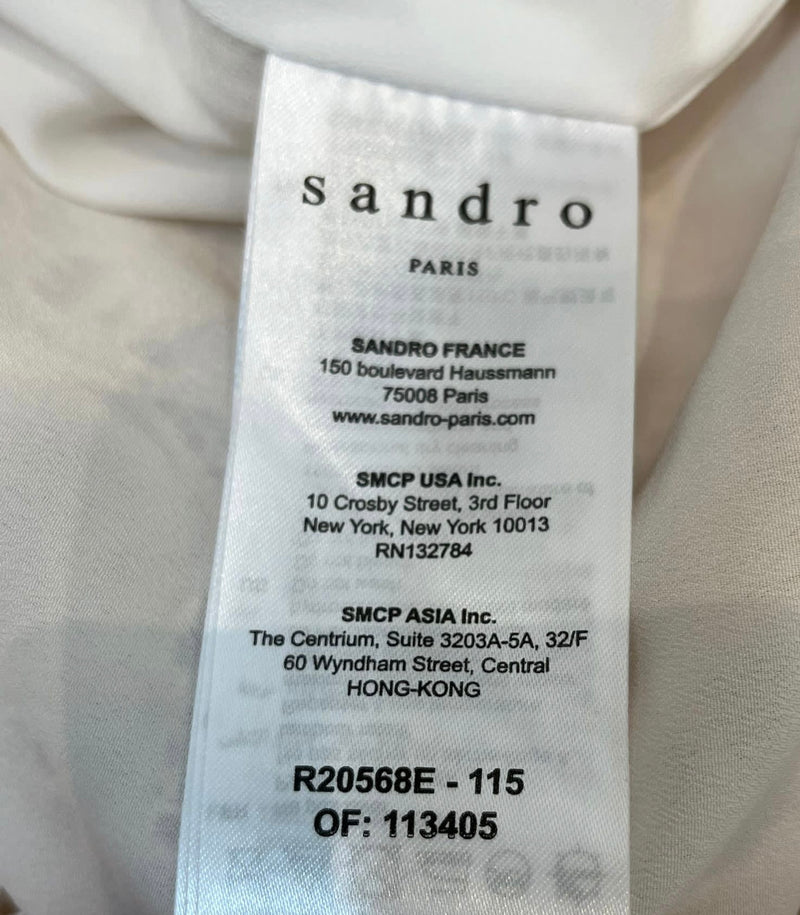 sandro
PARIS
SANDRO FRANCE
150 boulevard Haussmann
75008 Paris
www.sandro-paris.com
SMCP USA Inc.
10 Crosby Street, 3rd Floor
New York, New York 10013
RN132784
SMCP ASIA Inc.
The Centrium, Suite 3203A-5A, 32/F
60 Wyndham Street, Central
HONG-KONG
R20568E - 115
OF: 113405